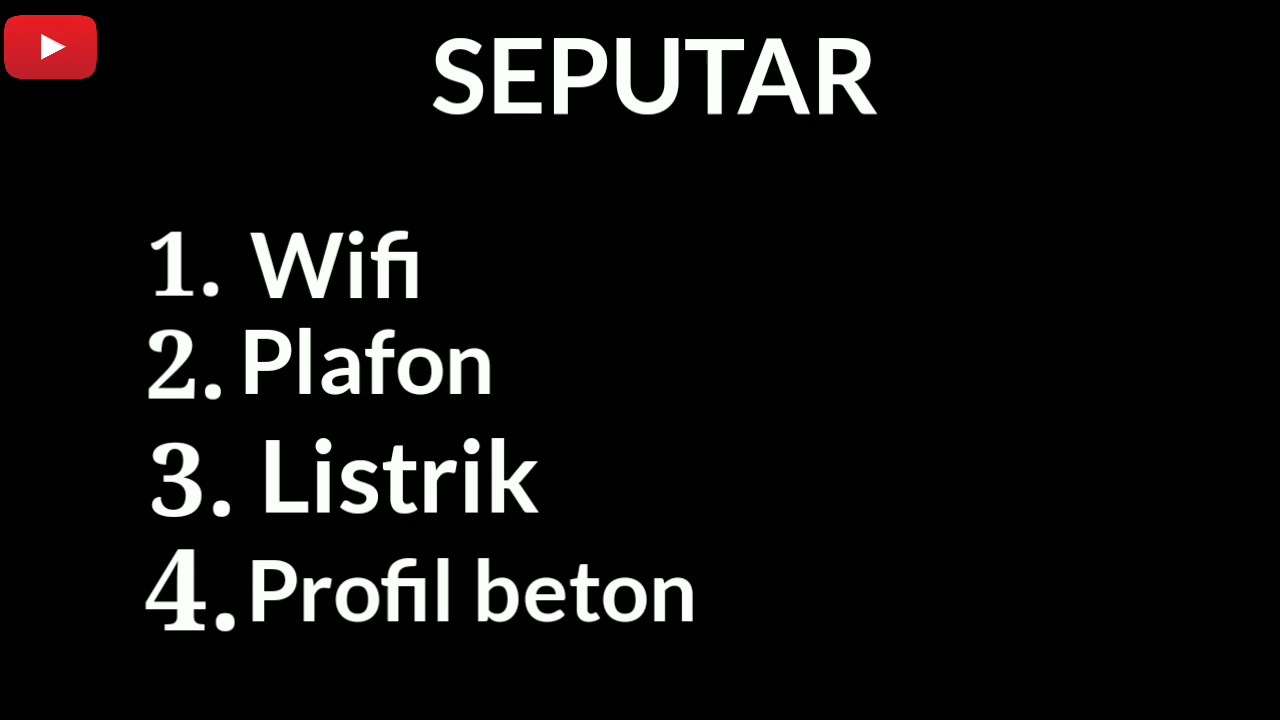 SEPUTAR
1. Wifi
2. Plafon
3. Listrik
4. Profil beton